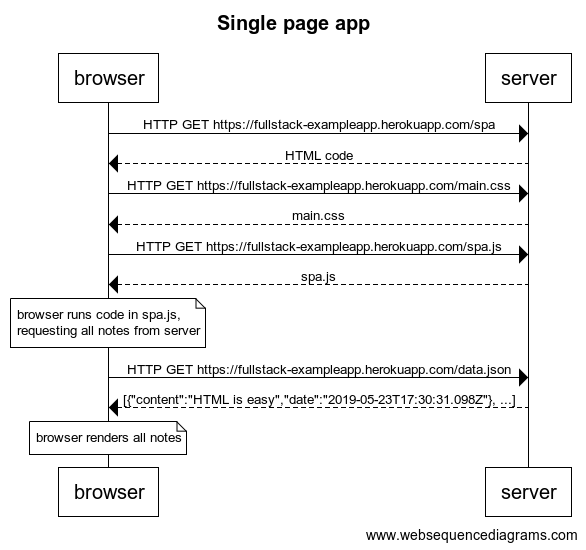 Single page app
browser
server
HTTP GET https://fullstack-exampleapp.herokuapp.com/spa
HTML code
HTTP GET https://fullstack-exampleapp.herokuapp.com/main.css
main.css
HTTP GET https://fullstack-exampleapp.herokuapp.com/spa.js
spa.js
browser runs code in spa.js,
requesting all notes from server
HTTP GET https://fullstack-exampleapp.herokuapp.com/data.json
[{"content":"HTML is easy","date":"2019-05-23T17:30:31.098Z"}, ...]
browser renders all notes
browser
server
www.websequencediagrams.com